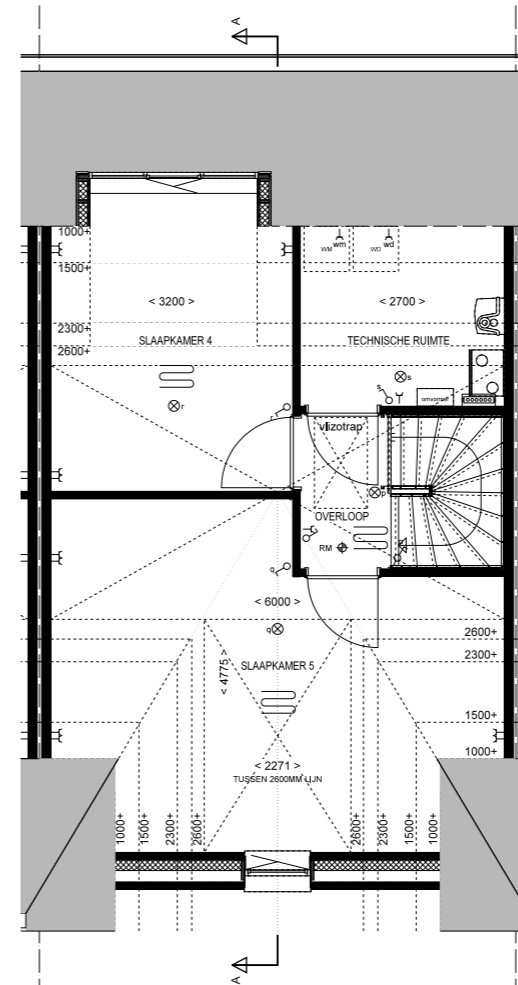 A
1000+
WM
wm
WD
wd
1500+
< 3200 >
< 2700 >
2300+
SLAAPKAMER 4
TECHNISCHE RUIMTE
2600+
s
s
omvormer
r
vlizotrap
p
OVERLOOP
RM
q
< 6000 >
q
2600+
2300+
SLAAPKAMER 5
< 4775 >
1500+
1000+
< 2271 >
TUSSEN 2600MM LIJN
1000+
1500+
2300+
2600+
2600+
2300+
1500+
1000+
A